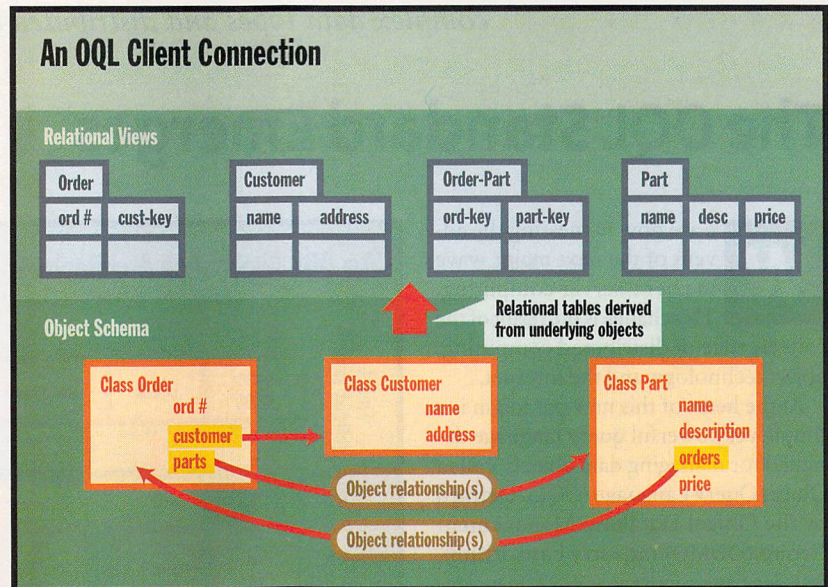 An OQL Client Connection
Relational Views
Order
ord #
cust-key
Customer
name
address
Order-Part
ord-key
part-key
Part
name
desc
price
Relational tables derived
from underlying objects
Object Schema
Class Order
ord #
customer
parts
Class Customer
name
address
Class Part
name
description
orders
price
Object relationship(s)
Object relationship(s)